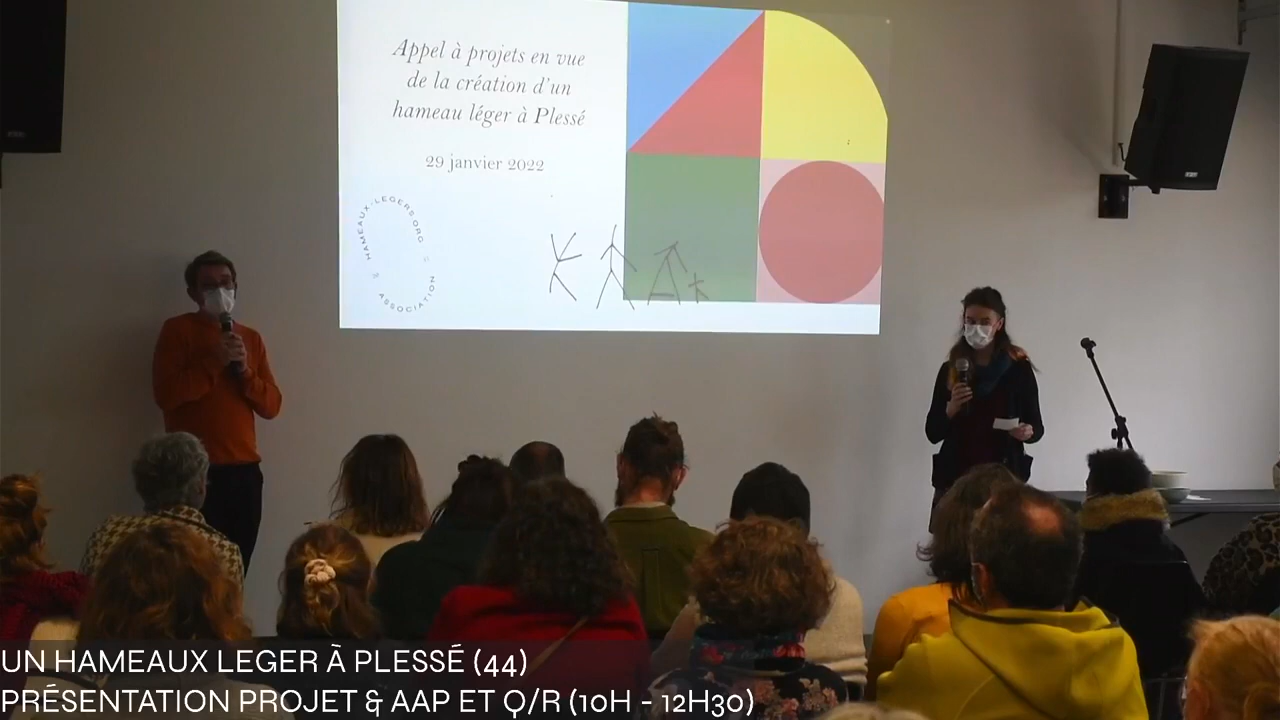 Appel à projets en vue
de la création d'un
hameau léger à Plessé
29 janvier 2022
HAMEAUX-LEGERS.ORG
ASSOCIATION
UN HAMEAUX LEGER À PLESSÉ (44)
PRÉSENTATION PROJET & AAP ET Q/R (10H - 12H30)